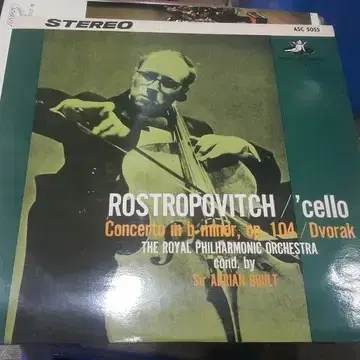 STEREO
ASC 5055
ROSTROPOVITCH / 'cello
Concerto in b-minor, op. 104 / Dvorak
THE ROYAL PHILHARMONIC ORCHESTRA
cond. by
Sir ADRIAN BOULT